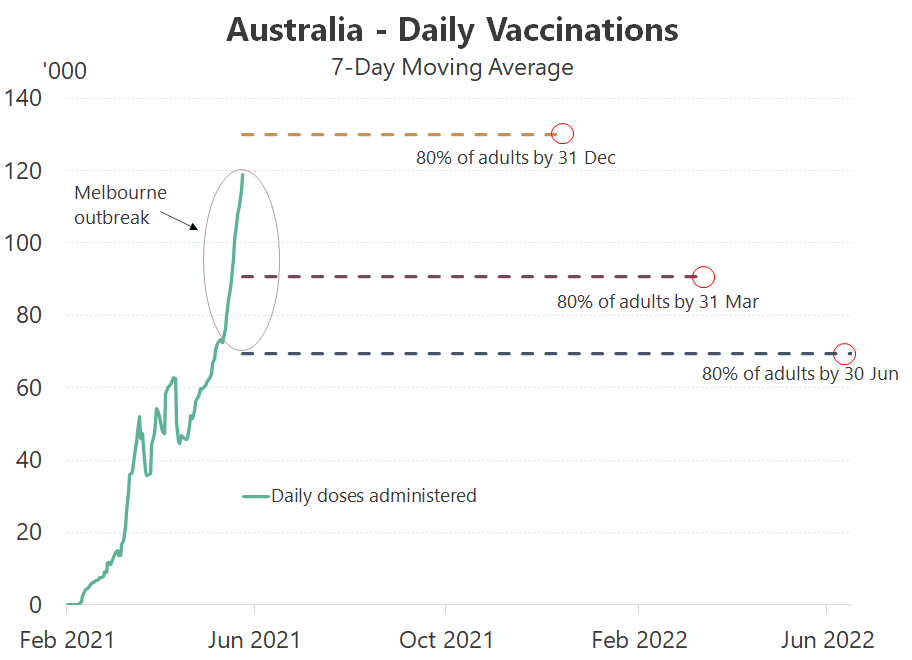 Australia - Daily Vaccinations
7-Day Moving Average
'000
140
120
100
80
60
40
20
0
80% of adults by 31 Dec
Melbourne
outbreak
80% of adults by 31 Mar
80% of adults by 30 Jun
Daily doses administered
Feb 2021
Jun 2021
Oct 2021
Feb 2022
Jun 2022